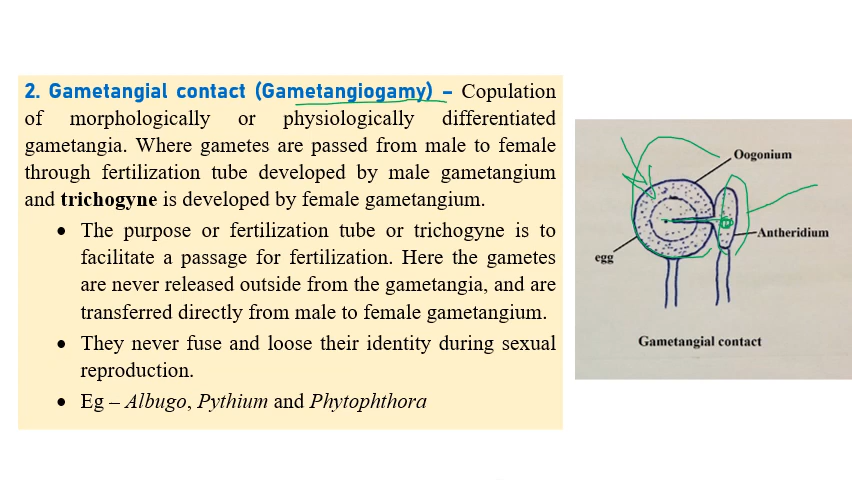 2. Gametangial contact (Gametangiogamy) – Copulation
of morphologically or physiologically differentiated
gametangia. Where gametes are passed from male to female
through fertilization tube developed by male gametangium
and trichogyne is developed by female gametangium.
• The purpose or fertilization tube or trichogyne is to
facilitate a passage for fertilization. Here the gametes
are never released outside from the gametangia, and are
transferred directly from male to female gametangium.
• They never fuse and loose their identity during sexual
reproduction.
• Eg – Albugo, Pythium and Phytophthora
Oogonium
Antheridium
egg
Gametangial contact